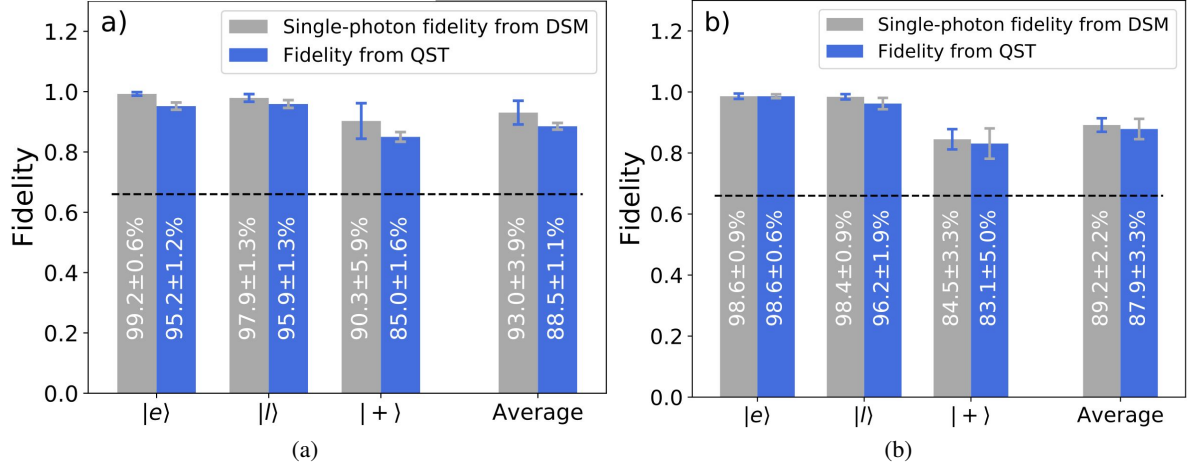 a)
Single-photon fidelity from DSM
Fidelity from QST
Fidelity
1.2
1.0
0.8
0.6
0.4
0.2
0.0
99.2±0.6%
95.2±1.2%
97.9±1.3%
95.9±1.3%
90.3±5.9%
85.0±1.6%
93.0±3.9%
88.5±1.1%
|e⟩
|l⟩
|+⟩
Average
(a)
b)
Single-photon fidelity from DSM
Fidelity from QST
Fidelity
1.2
1.0
0.8
0.6
0.4
0.2
0.0
98.6±0.9%
98.6±0.6%
98.4±0.9%
96.2±1.9%
84.5±3.3%
83.1±5.0%
89.2±2.2%
87.9±3.3%
|e⟩
|l⟩
|+⟩
Average
(b)